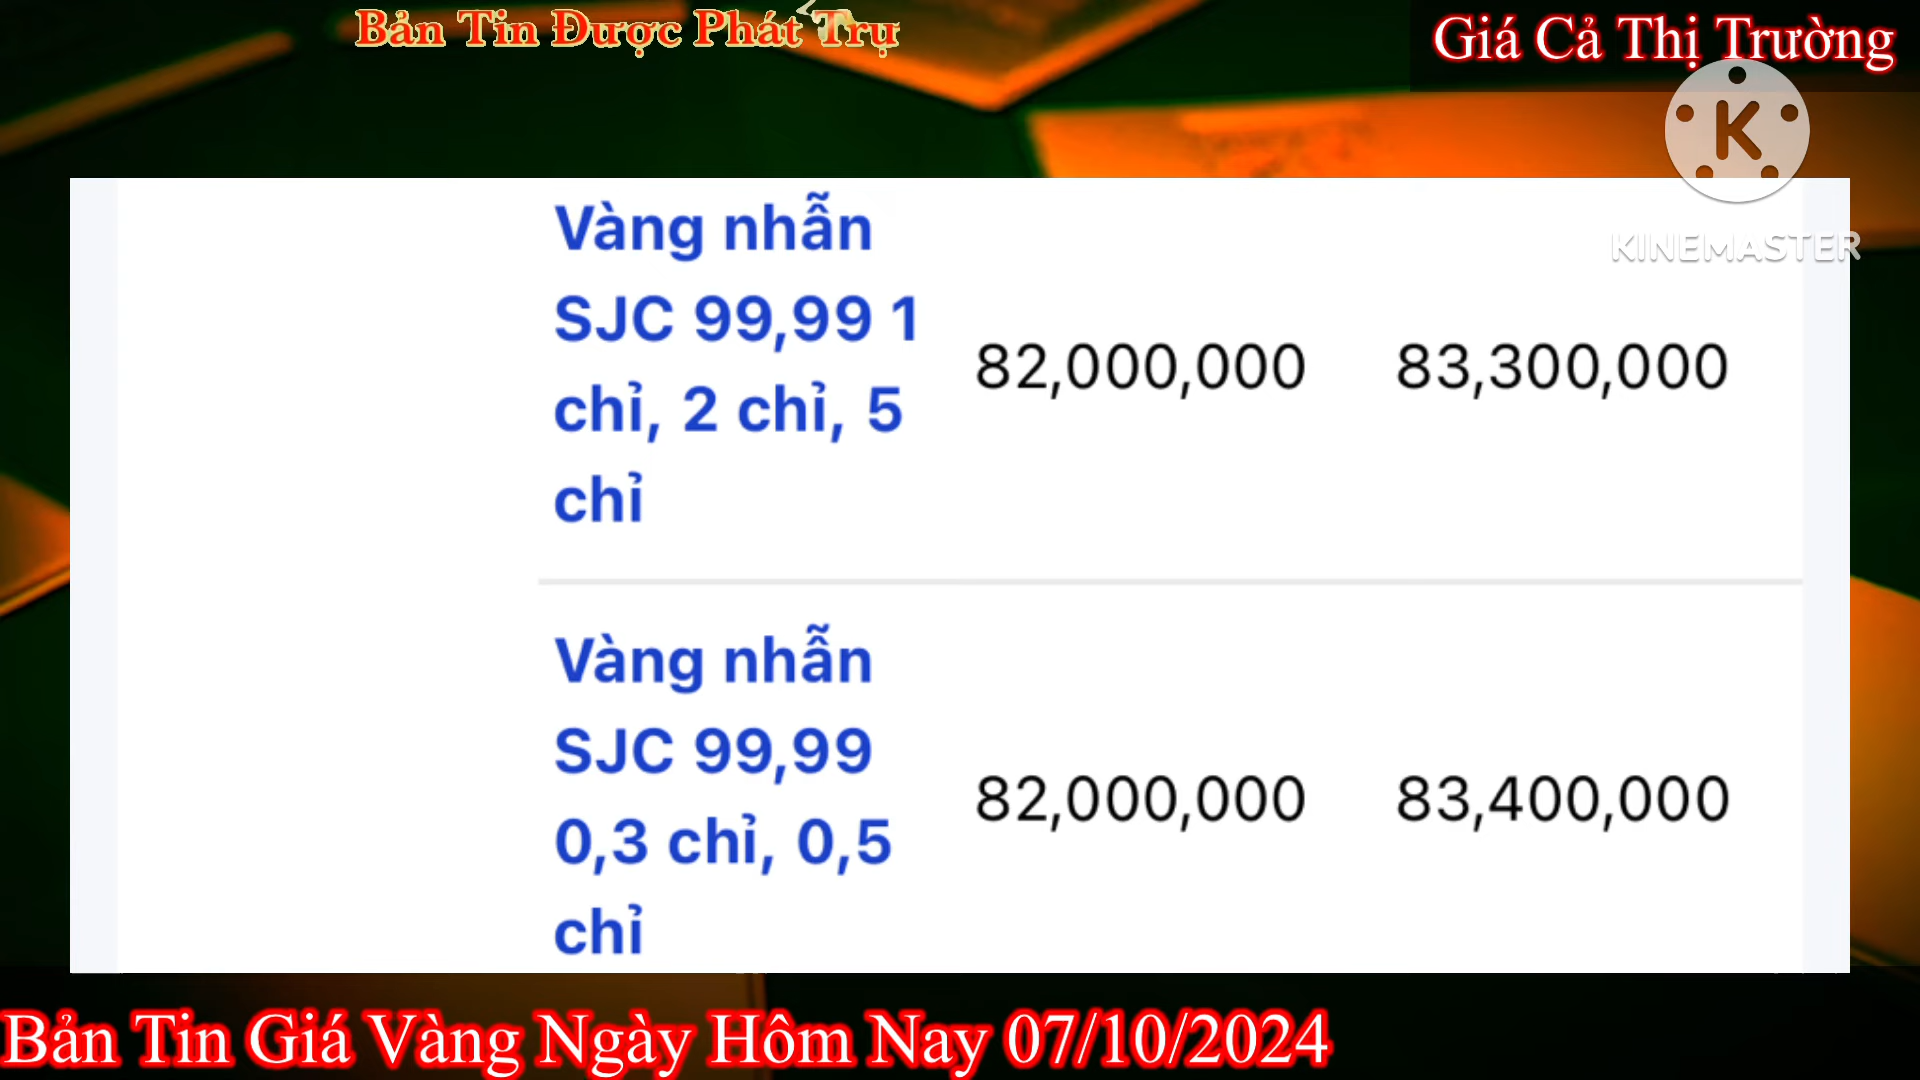 Bản Tin Được Phát Trụ
Giá Cả Thị Trường
K
KINEMASTER
Vàng nhẫn
SJC 99,99 1
chỉ, 2 chỉ, 5
chỉ
82,000,000 83,300,000
Vàng nhẫn
SJC 99,99
0,3 chỉ, 0,5
chỉ
82,000,000 83,400,000
Bản Tin Giá Vàng Ngày Hôm Nay 07/10/2024